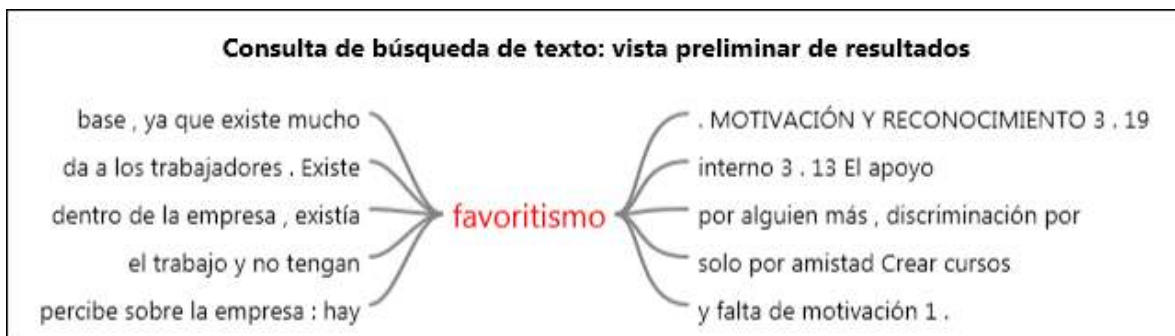 Consulta de búsqueda de texto: vista preliminar de resultados
base , ya que existe mucho
da a los trabajadores . Existe
dentro de la empresa , existía
el trabajo y no tengan
percibe sobre la empresa : hay
favoritismo
. MOTIVACIÓN Y RECONOCIMIENTO 3 . 19
interno 3 . 13 El apoyo
por alguien más , discriminación por
solo por amistad Crear cursos
y falta de motivación 1 .